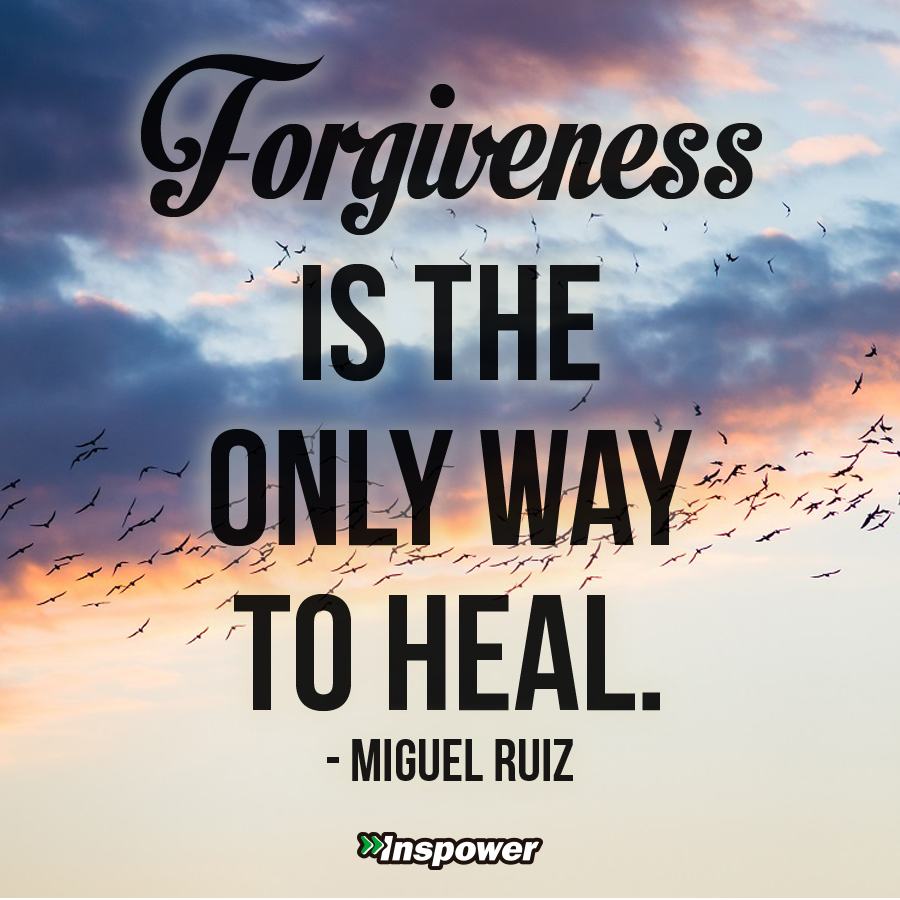 Forgiveness
IS THE
ONLY WAY
TO HEAL.
- MIGUEL RUIZ
Inspower